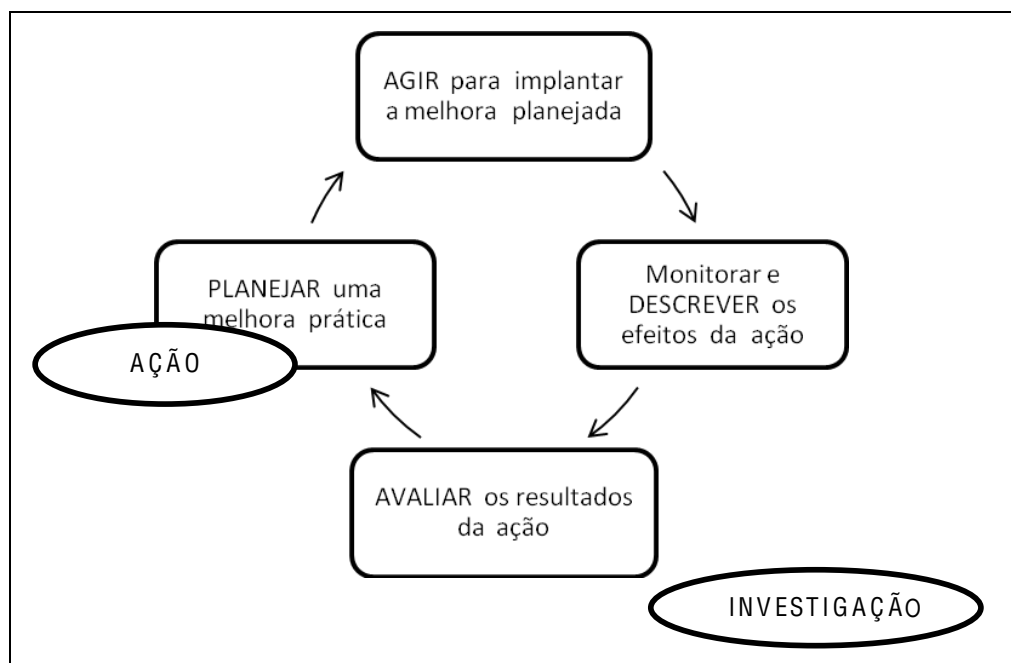 AGIR para implantar
a melhora planejada
PLANEJAR uma
melhora prática
Monitorar e
DESCREVER os
efeitos da ação
AÇÃO
AVALIAR os resultados
da ação
INVESTIGAÇÃO